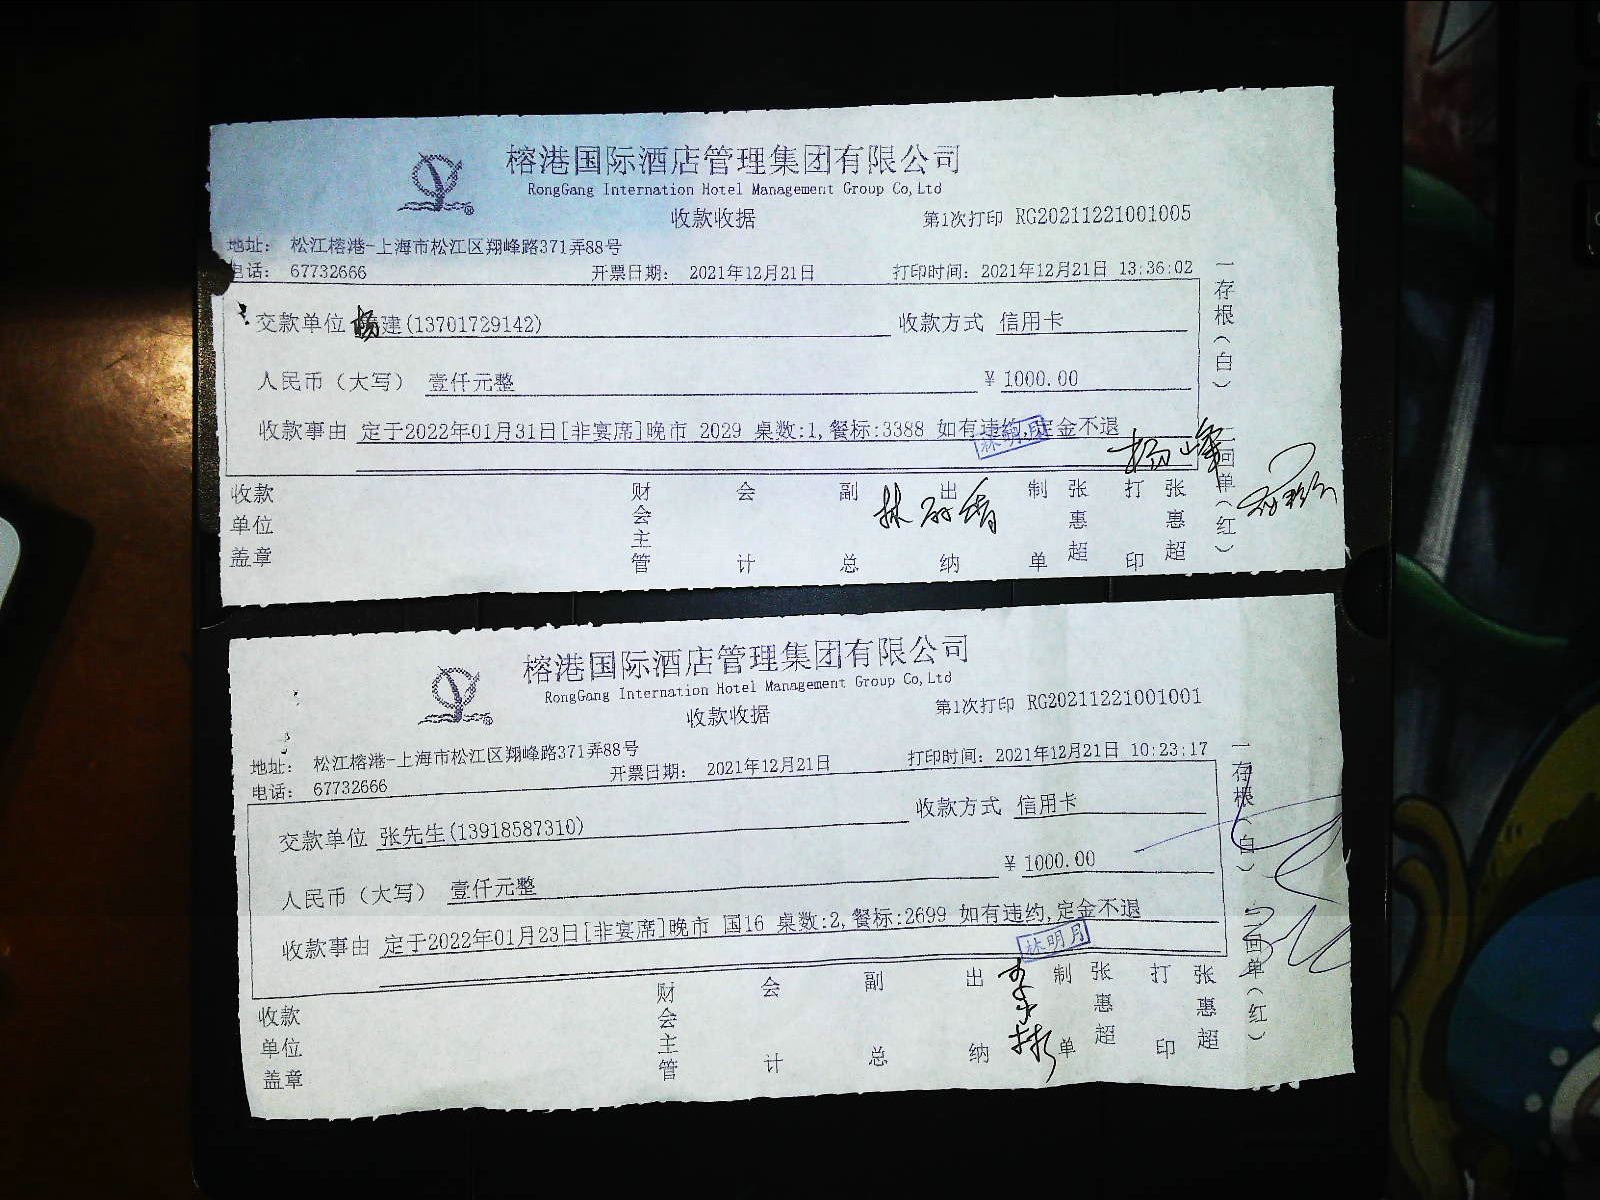 榕港国际酒店管理集团有限公司
RongGang Internation Hotel Management Group Co,Ltd
收款收据
第1次打印 RG20211221001005
地址: 松江榕港-上海市松江区翔峰路371弄88号
电话: 67732666 开票日期: 2021年12月21日 打印时间: 2021年12月21日 13:36:02
交款单位 杨建(13701729142) 收款方式 信用卡
人民币(大写) 壹仟元整 ¥ 1000.00
收款事由 定于2022年01月31日[非宴席]晚市 2029 桌数:1,餐标:3388 如有违约,定金不退
林明月
杨峰
收款单位盖章 财会主管 会计 副总 出纳 制单 张惠超 打印 张惠超
一存根(白) 二回单(红)
榕港国际酒店管理集团有限公司
RongGang Internation Hotel Management Group Co,Ltd
收款收据
第1次打印 RG20211221001001
地址: 松江榕港-上海市松江区翔峰路371弄88号
电话: 67732666 开票日期: 2021年12月21日 打印时间: 2021年12月21日 10:23:17
交款单位 张先生(13918587310) 收款方式 信用卡
人民币(大写) 壹仟元整 ¥ 1000.00
收款事由 定于2022年01月23日[非宴席]晚市 国16 桌数:2,餐标:2699 如有违约,定金不退
林明月
收款单位盖章 财会主管 会计 副总 出纳 制单 张惠超 打印 张惠超
一存根(白) 二回单(红)